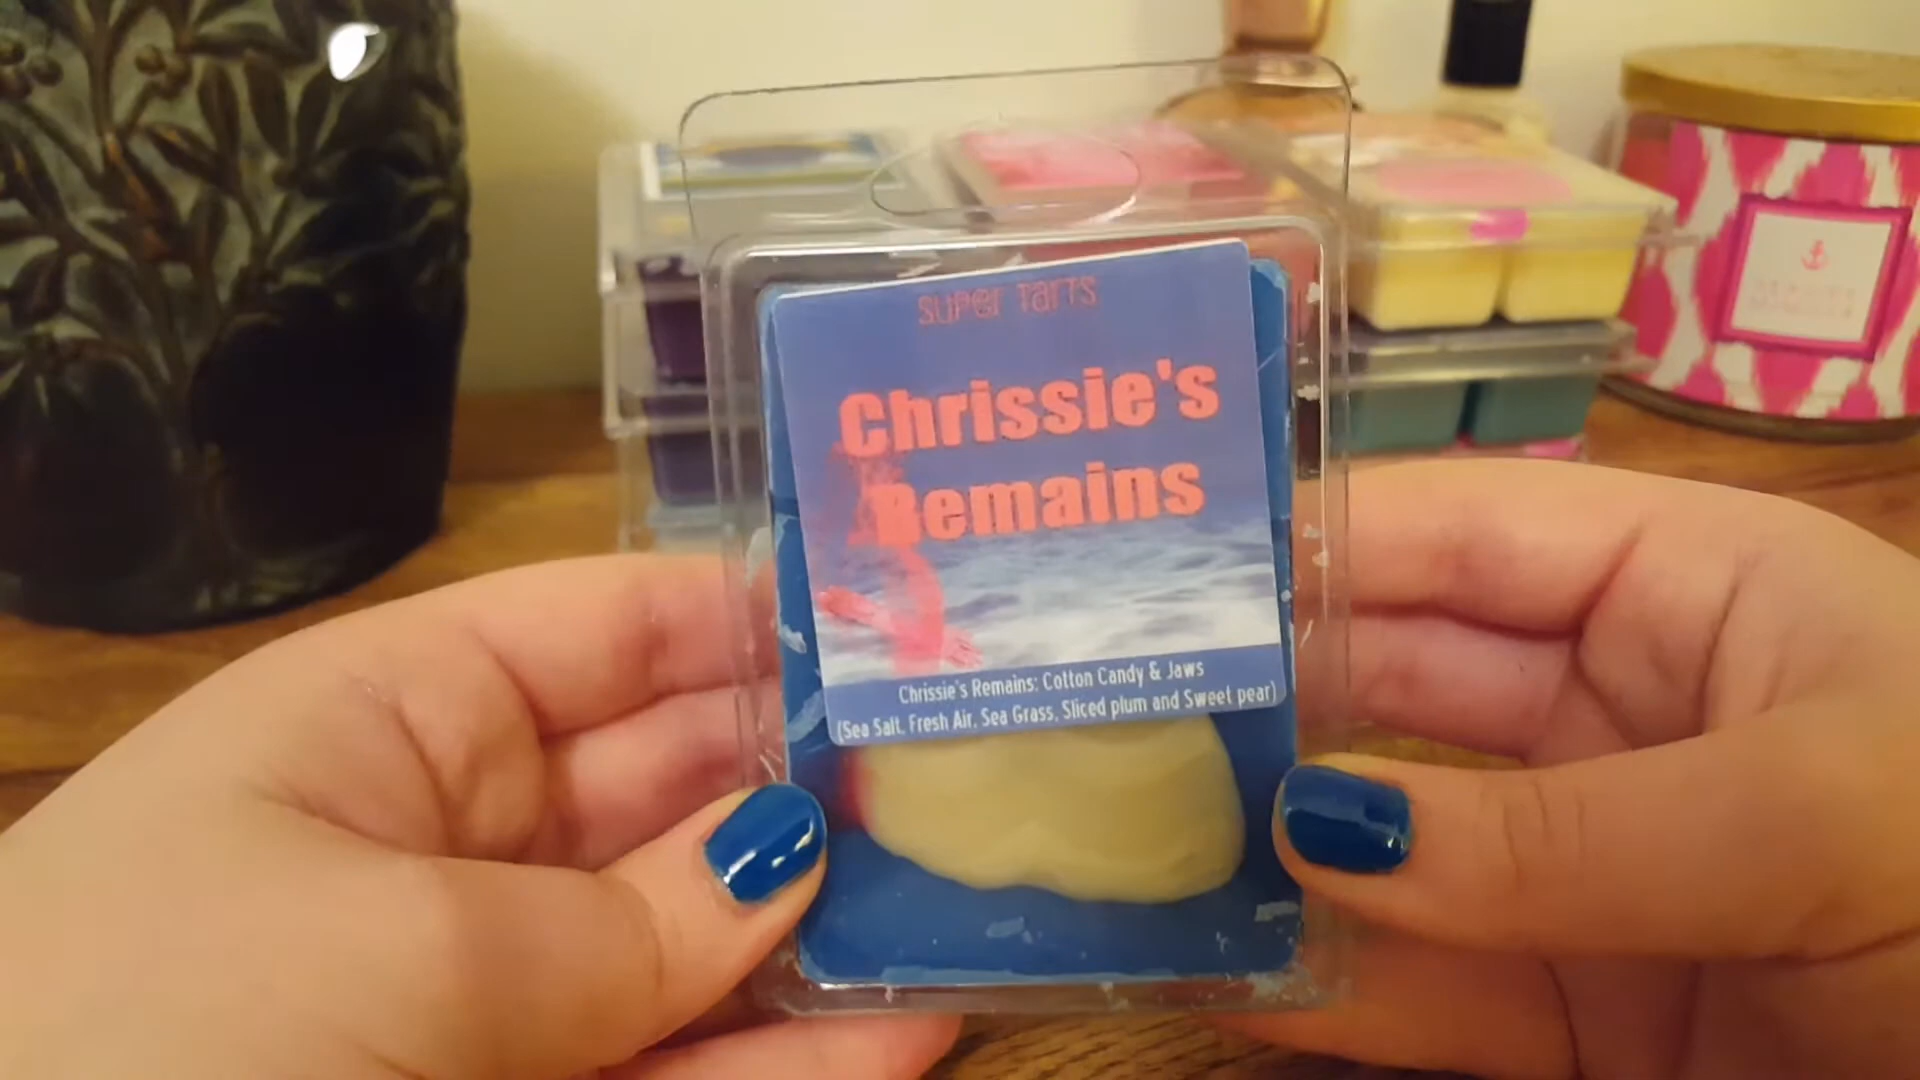 SUPER TARTS
Chrissie's
Remains
Chrissie's Remains: Cotton Candy & Jaws
(Sea Salt, Fresh Air, Sea Grass, Sliced plum and Sweet pear)